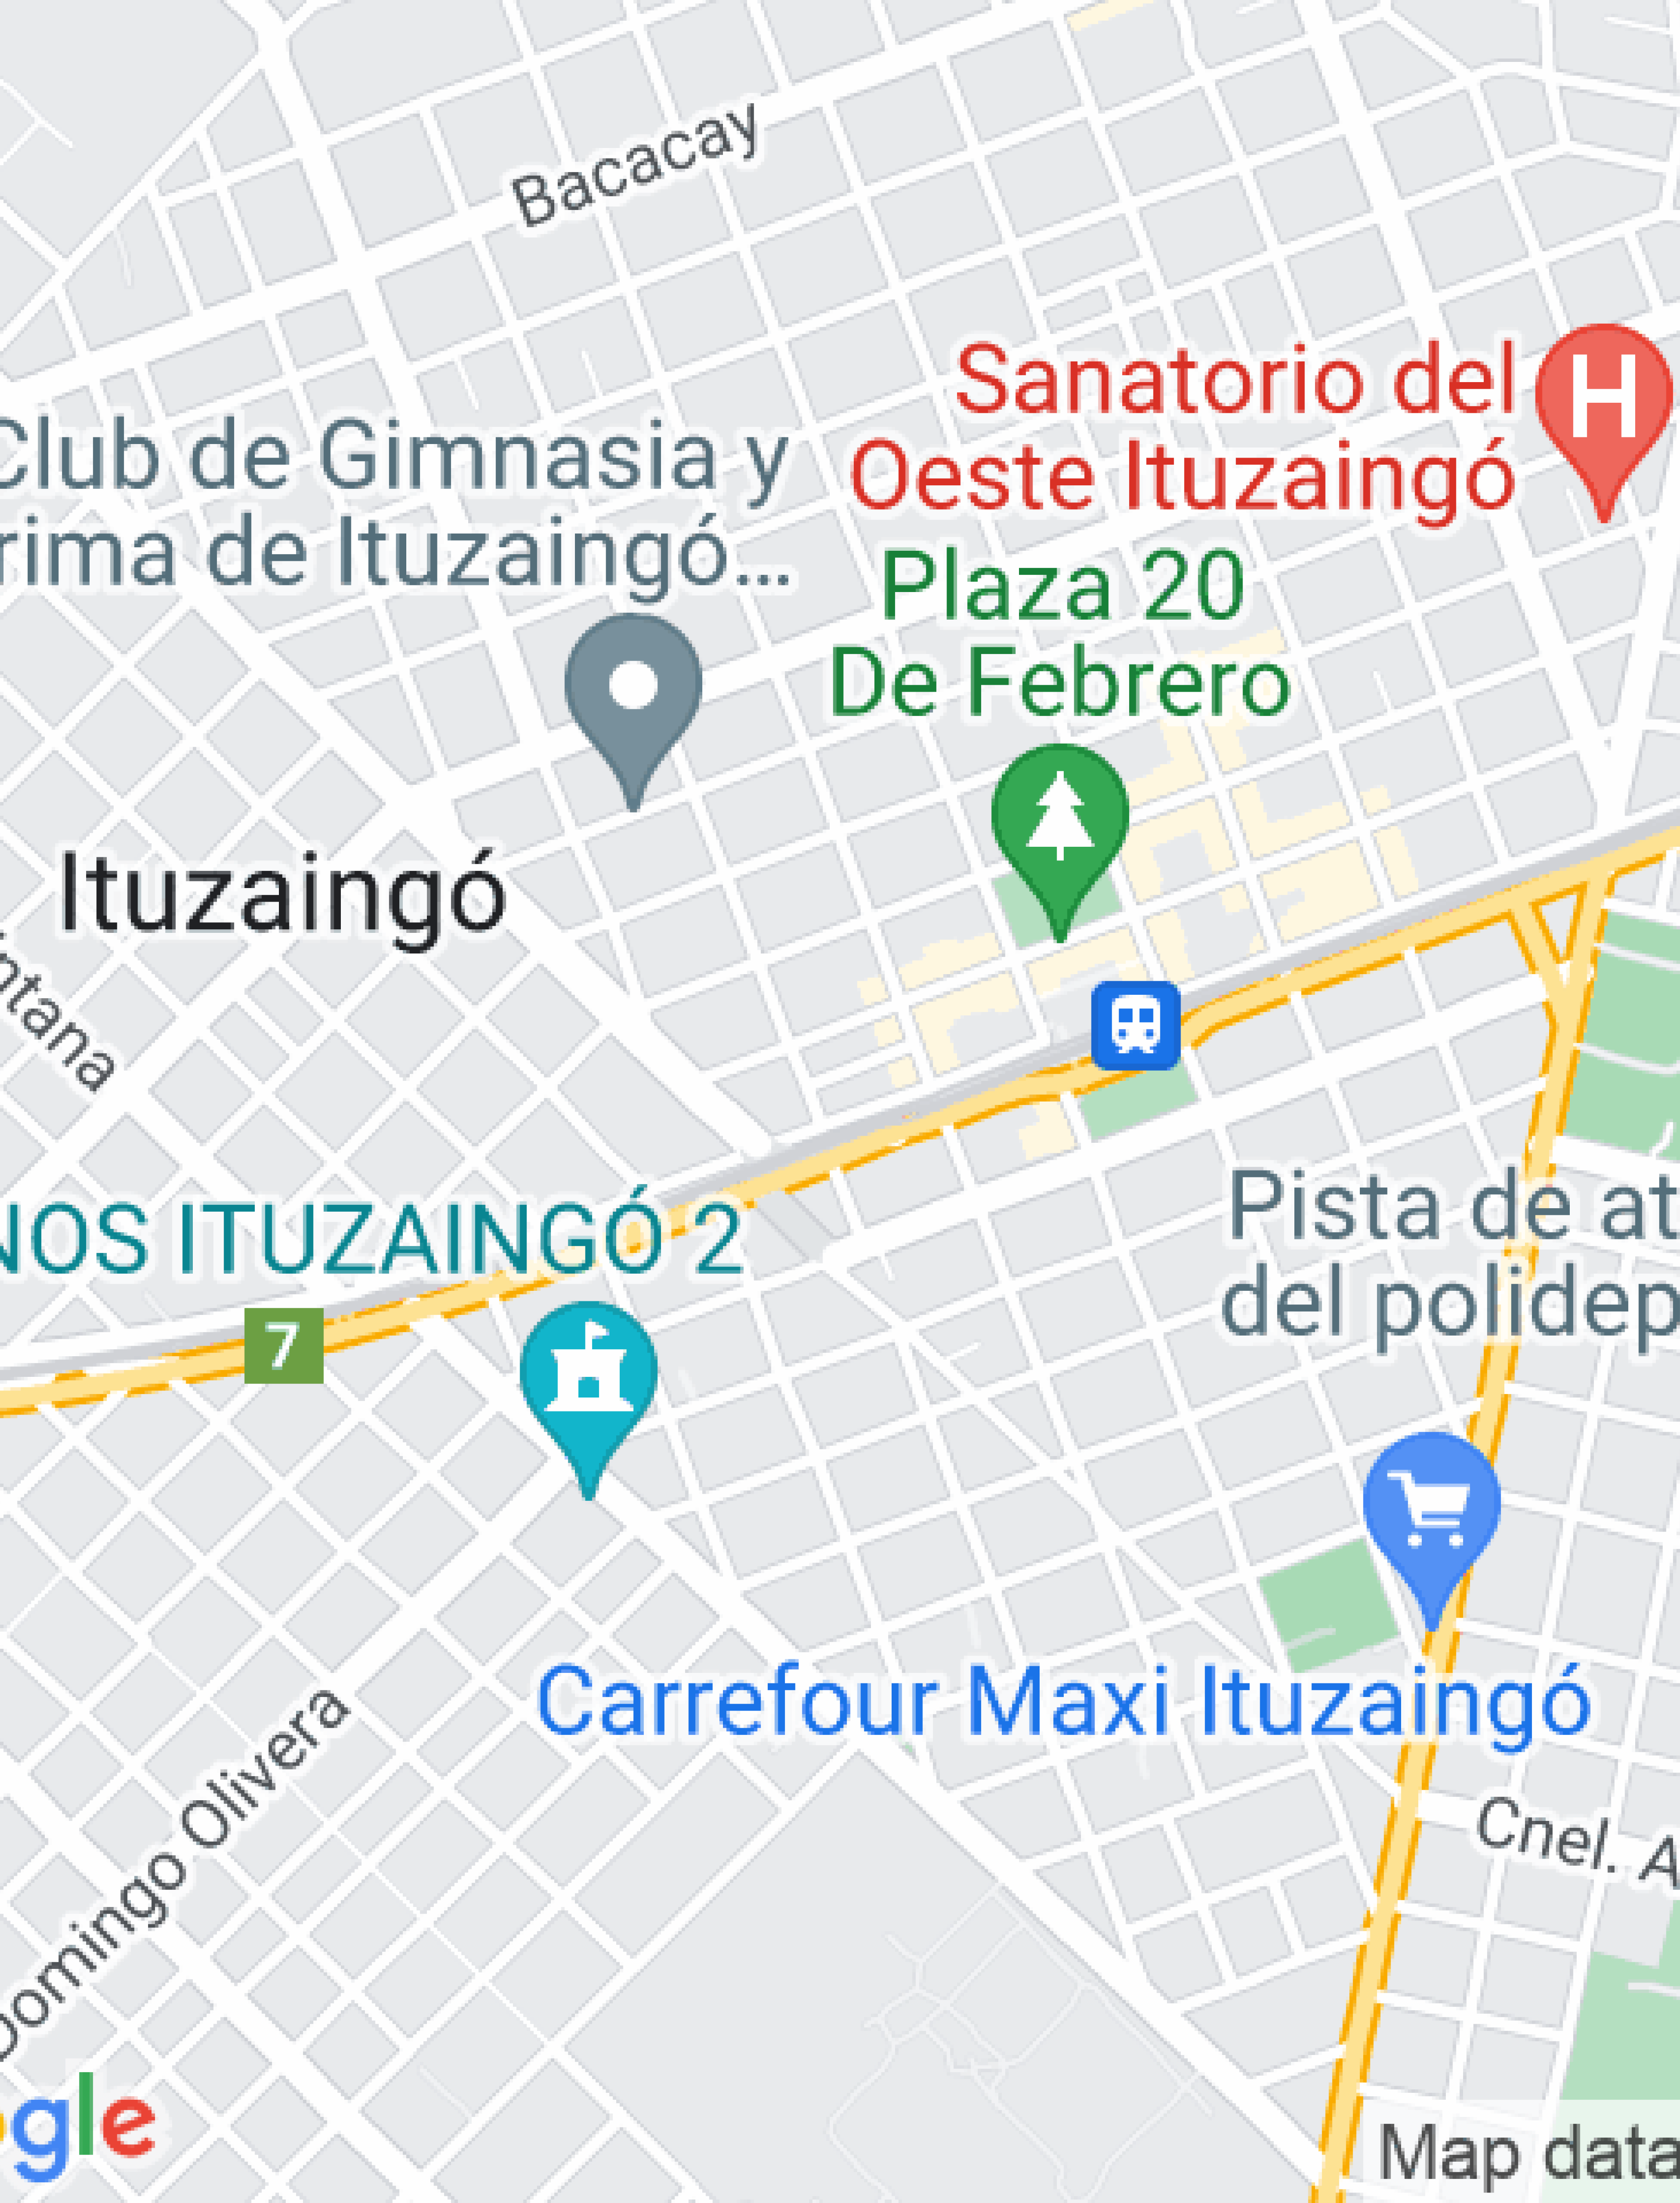 Bacacay
Sanatorio del
Oeste Ituzaingó
H
Club de Gimnasia y
rima de Ituzaingó...
Plaza 20
De Febrero
Ituzaingó
ntana
NOS ITUZAINGÓ 2
7
Pista de at
del polidep
Carrefour Maxi Ituzaingó
Domingo Olivera
Cnel. A
gle
Map data